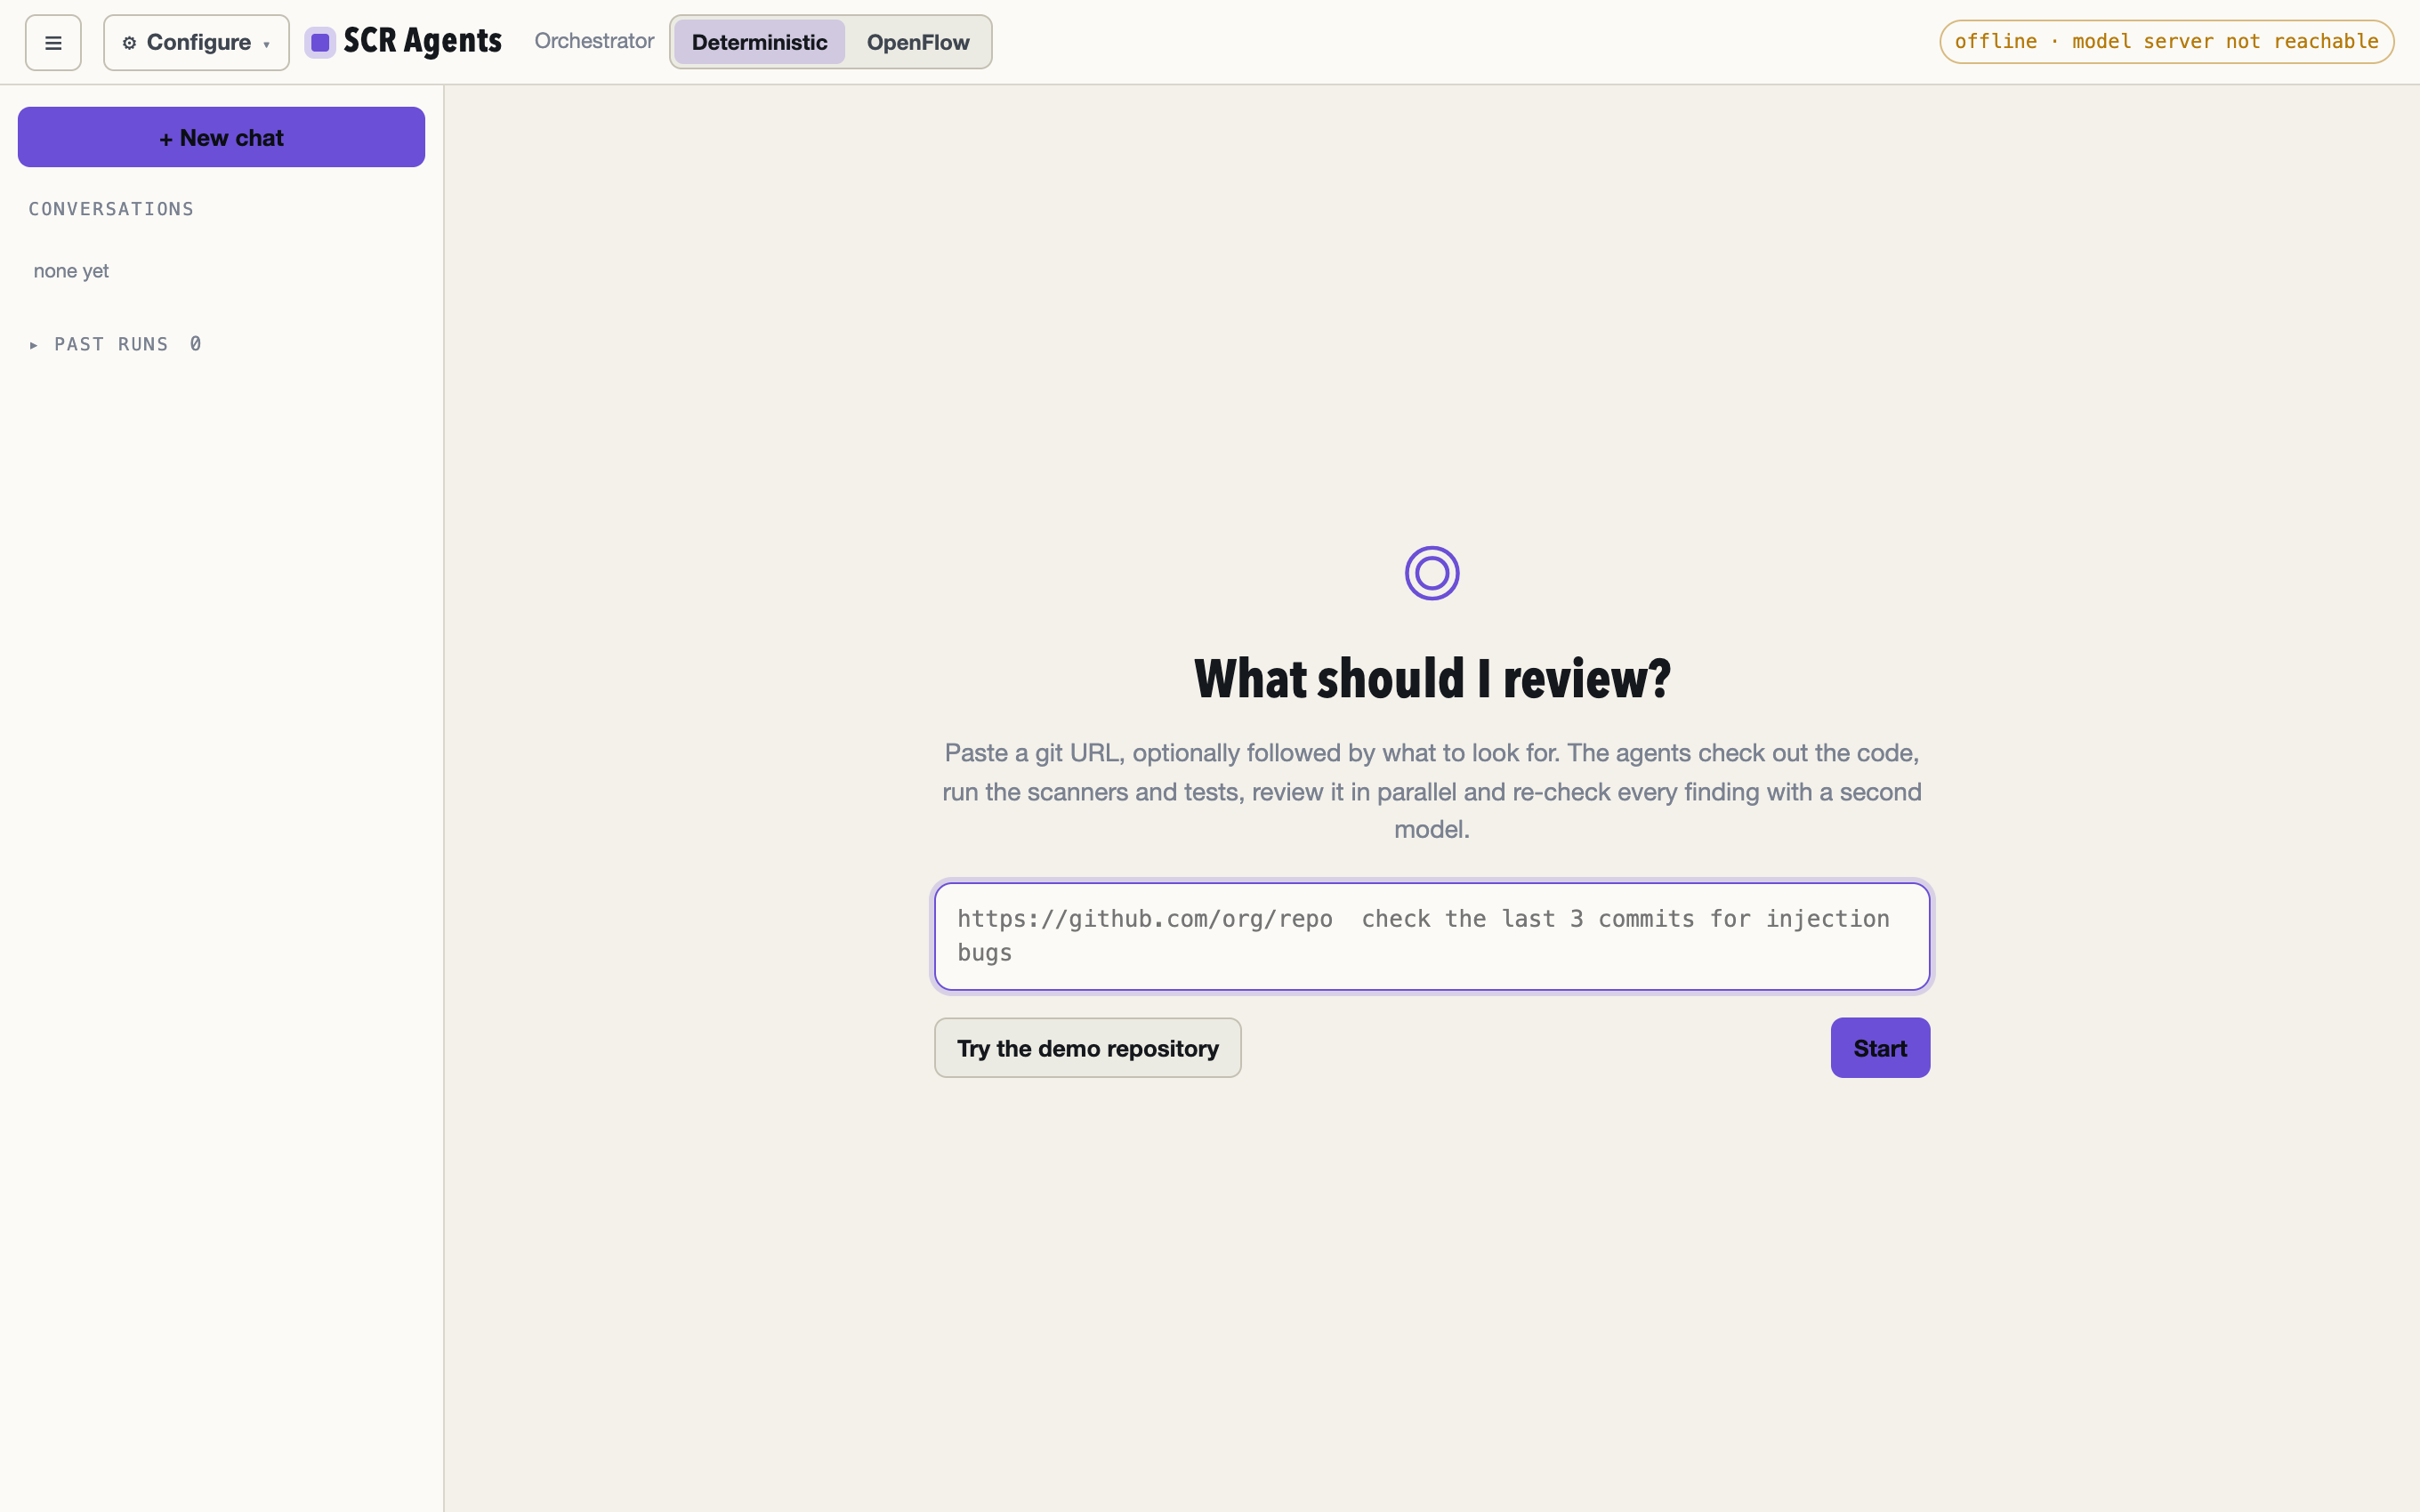 ☰ ⚙ Configure ▾ SCR Agents Orchestrator Deterministic OpenFlow offline · model server not reachable
+ New chat
CONVERSATIONS
none yet
▸ PAST RUNS 0
What should I review?
Paste a git URL, optionally followed by what to look for. The agents check out the code,
run the scanners and tests, review it in parallel and re-check every finding with a second
model.
https://github.com/org/repo  check the last 3 commits for injection
bugs
Try the demo repository Start